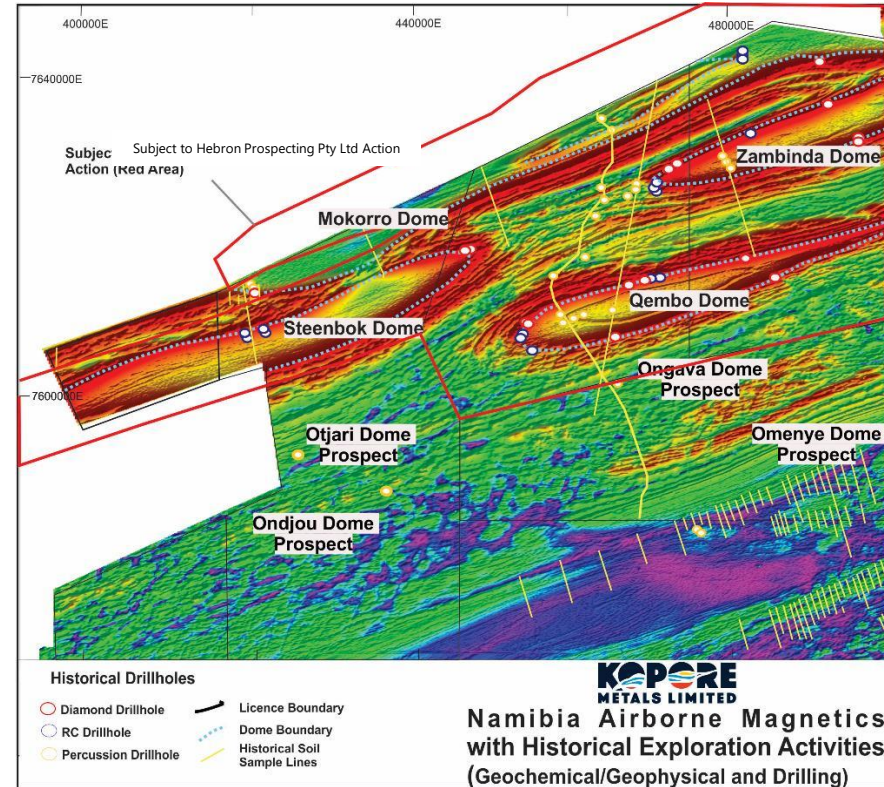 400000E
440000E
480000E
7640000E
Subjec
Subject to Hebron Prospecting Pty Ltd Action
Action (Red Area)
Zambinda Dome
Mokorro Dome
Qembo Dome
Steenbok Dome
Ongava Dome
Prospect
7600000E
Otjari Dome
Prospect
Omenye Dome
Prospect
Ondjou Dome
Prospect
Historical Drillholes
Diamond Drillhole
RC Drillhole
Percussion Drillhole
Licence Boundary
Dome Boundary
Historical Soil
Sample Lines
KOPORE
METALS LIMITED
Namibia Airborne Magnetics
with Historical Exploration Activities
(Geochemical/Geophysical and Drilling)